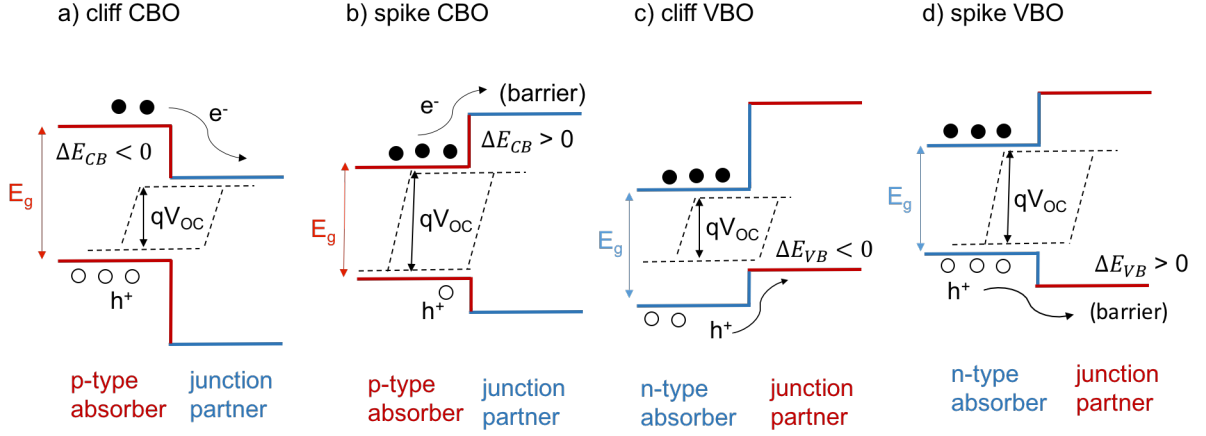 a) cliff CBO
b) spike CBO
c) cliff VBO
d) spike VBO
e-
ΔE_CB < 0
E_g
qV_OC
h+
p-type absorber
junction partner
e-
(barrier)
ΔE_CB > 0
E_g
qV_OC
h+
p-type absorber
junction partner
E_g
qV_OC
ΔE_VB < 0
h+
n-type absorber
junction partner
E_g
qV_OC
ΔE_VB > 0
h+
(barrier)
n-type absorber
junction partner